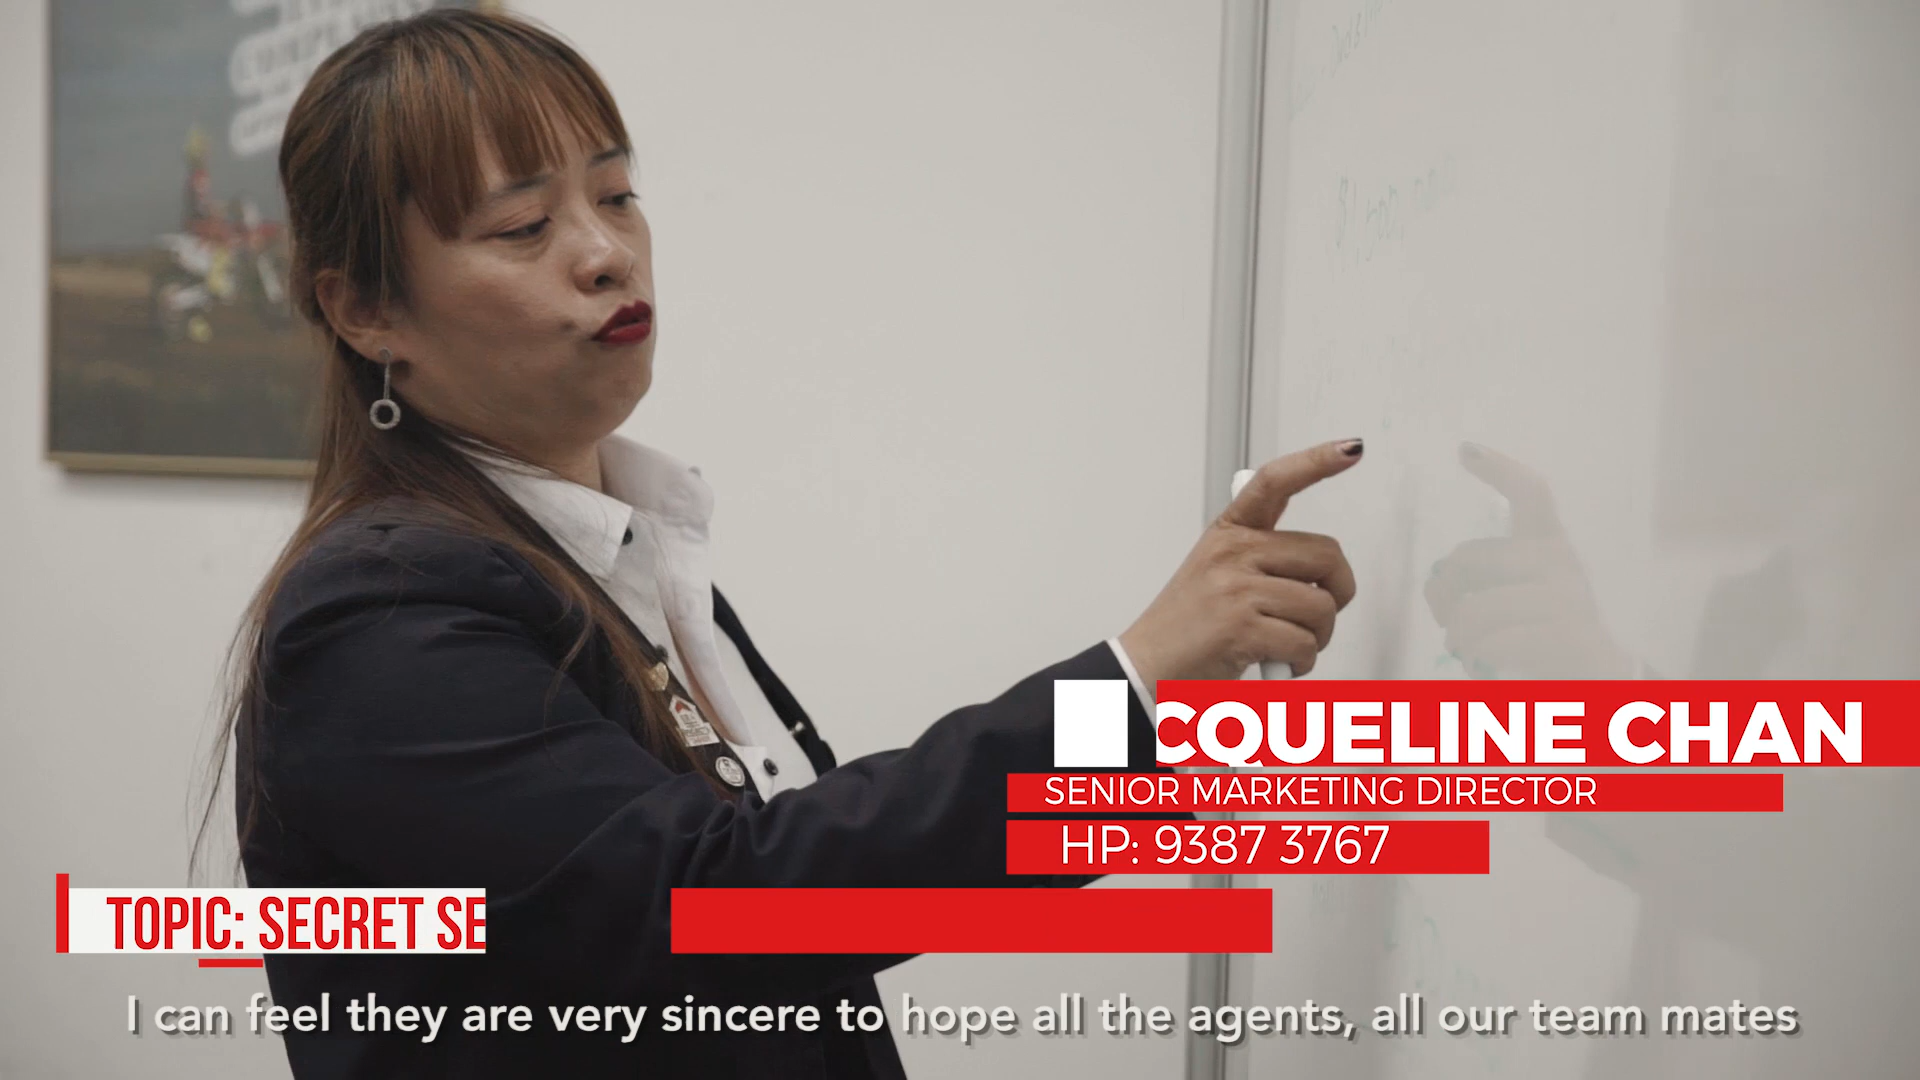 CQUELINE CHAN
SENIOR MARKETING DIRECTOR
HP: 9387 3767
TOPIC: SECRET SE
I can feel they are very sincere to hope all the agents, all our team mates